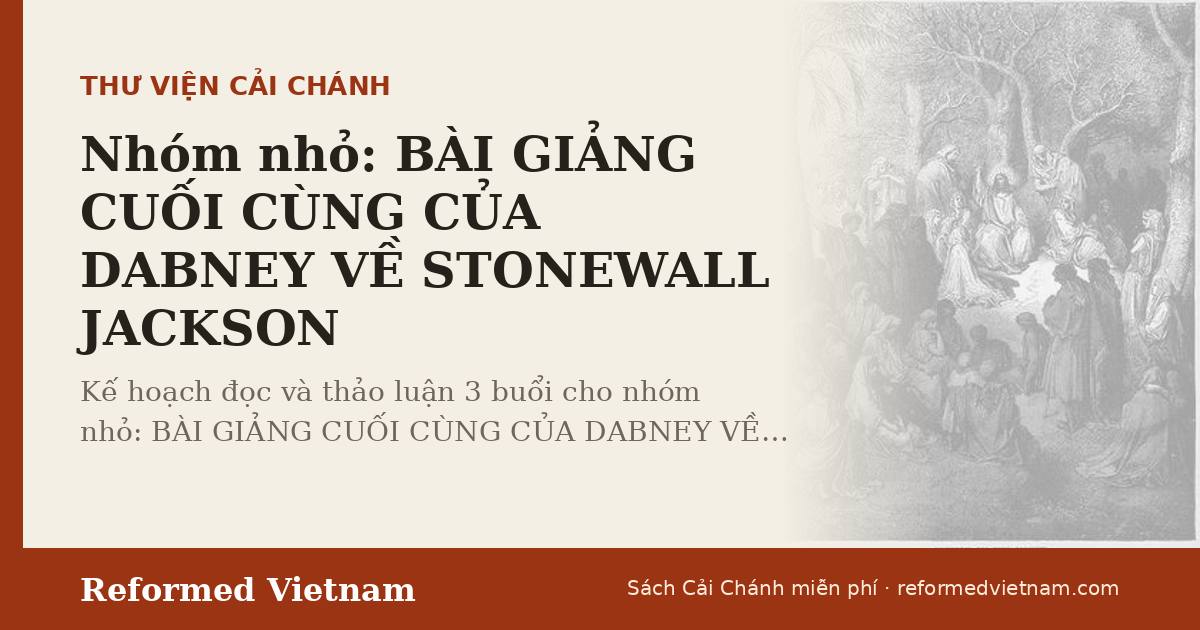 THƯ VIỆN CẢI CHÁNH
Nhóm nhỏ: BÀI GIẢNG
CUỐI CÙNG CỦA
DABNEY VỀ STONEWALL
JACKSON
Kế hoạch đọc và thảo luận 3 buổi cho nhóm
nhỏ: BÀI GIẢNG CUỐI CÙNG CỦA DABNEY VỀ...
Reformed Vietnam
Sách Cải Chánh miễn phí · reformedvietnam.com